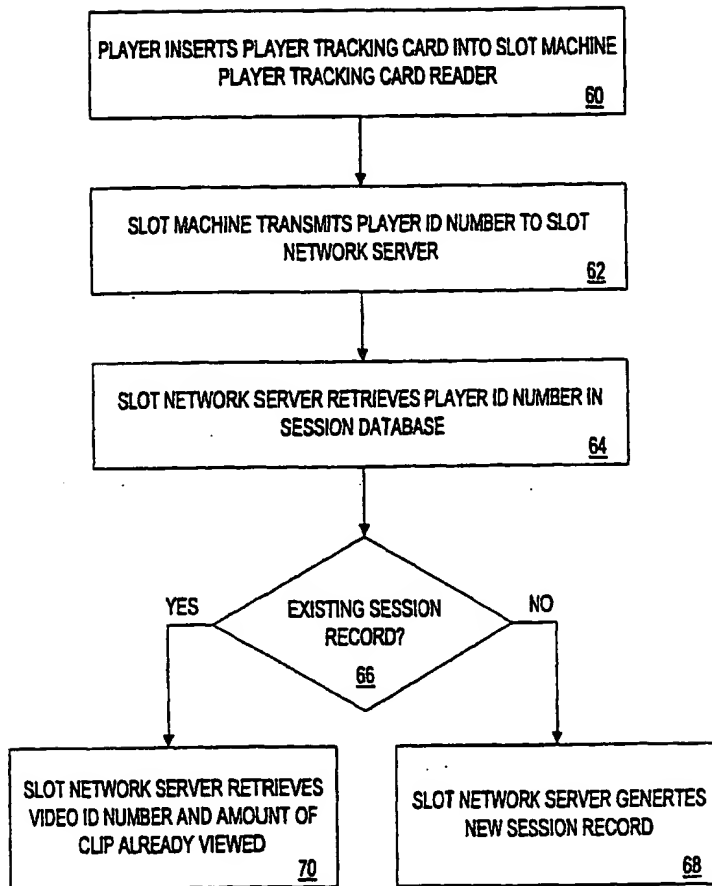 PLAYER INSERTS PLAYER TRACKING CARD INTO SLOT MACHINE
PLAYER TRACKING CARD READER
60
SLOT MACHINE TRANSMITS PLAYER ID NUMBER TO SLOT
NETWORK SERVER
62
SLOT NETWORK SERVER RETRIEVES PLAYER ID NUMBER IN
SESSION DATABASE
64
YES
NO
EXISTING SESSION
RECORD?
66
SLOT NETWORK SERVER RETRIEVES
VIDEO ID NUMBER AND AMOUNT OF
CLIP ALREADY VIEWED
70
SLOT NETWORK SERVER GENERTES
NEW SESSION RECORD
68